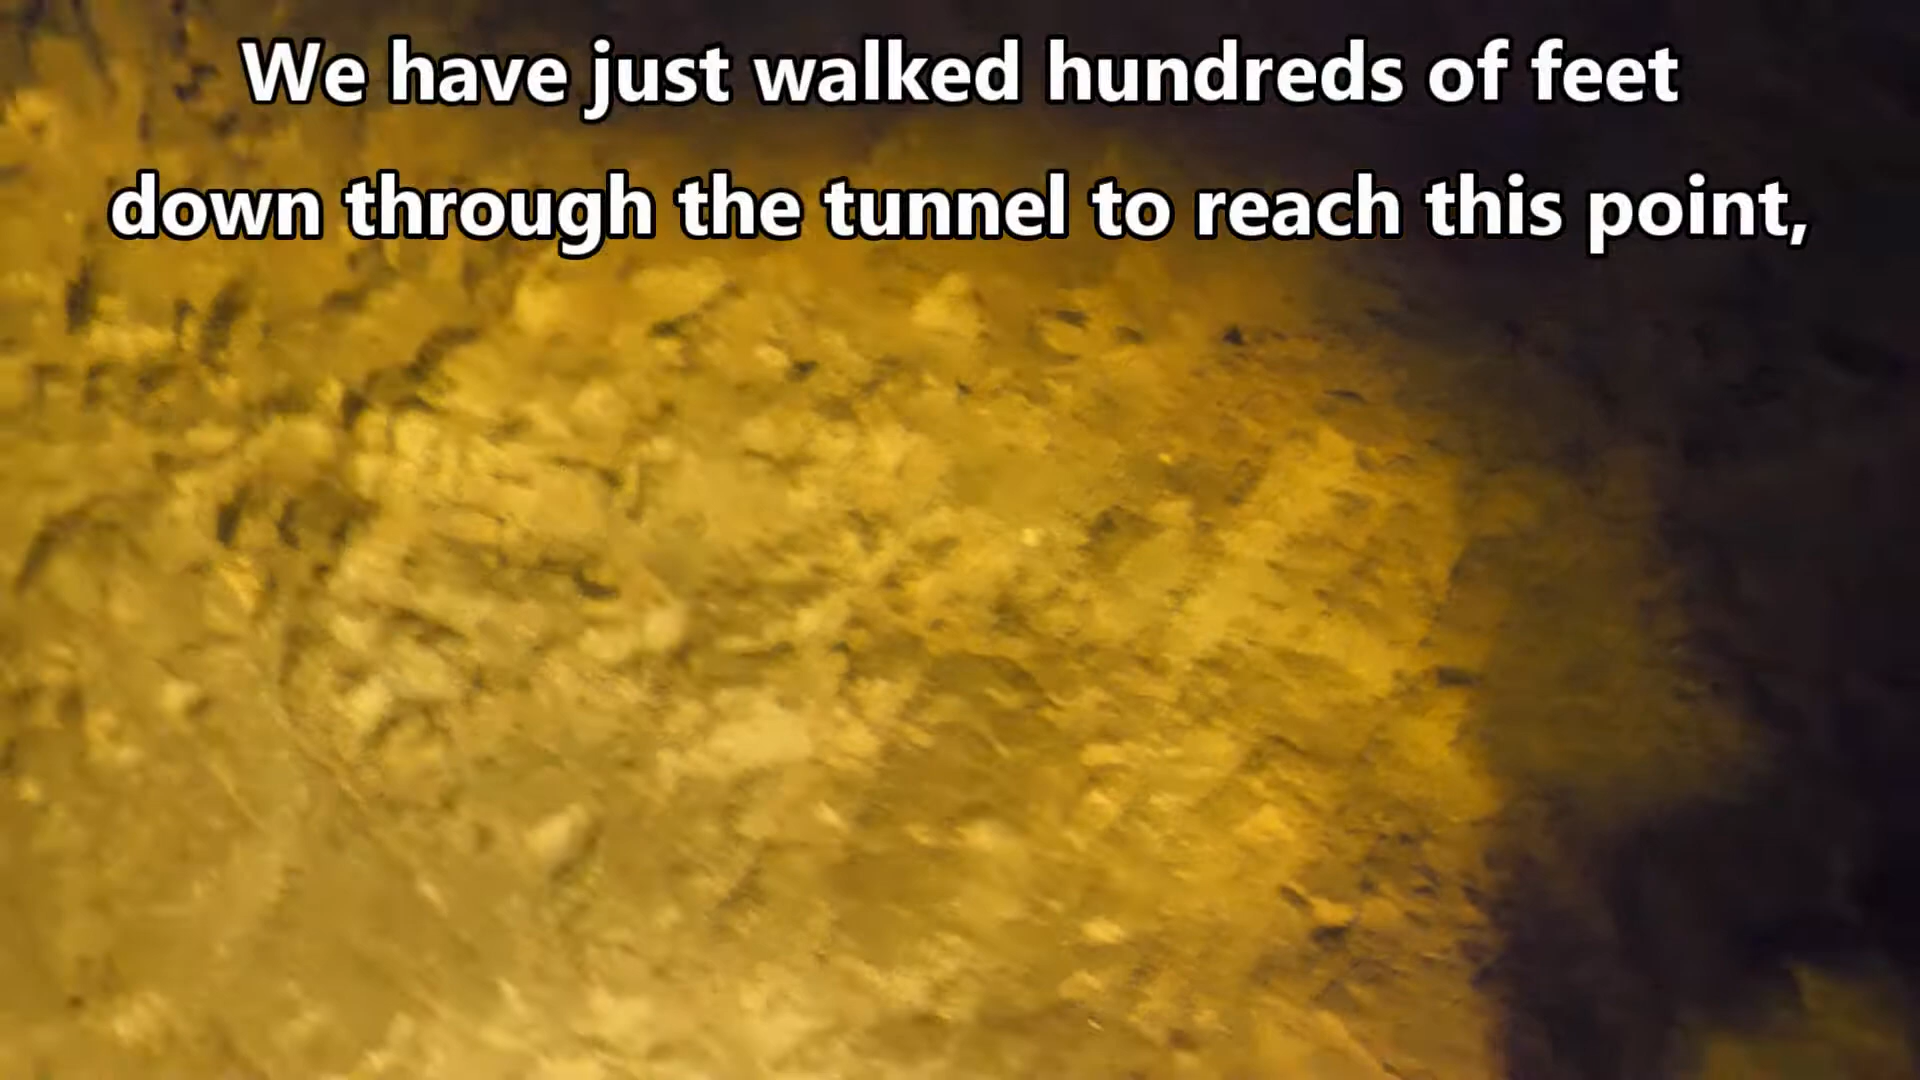 We have just walked hundreds of feet
down through the tunnel to reach this point,